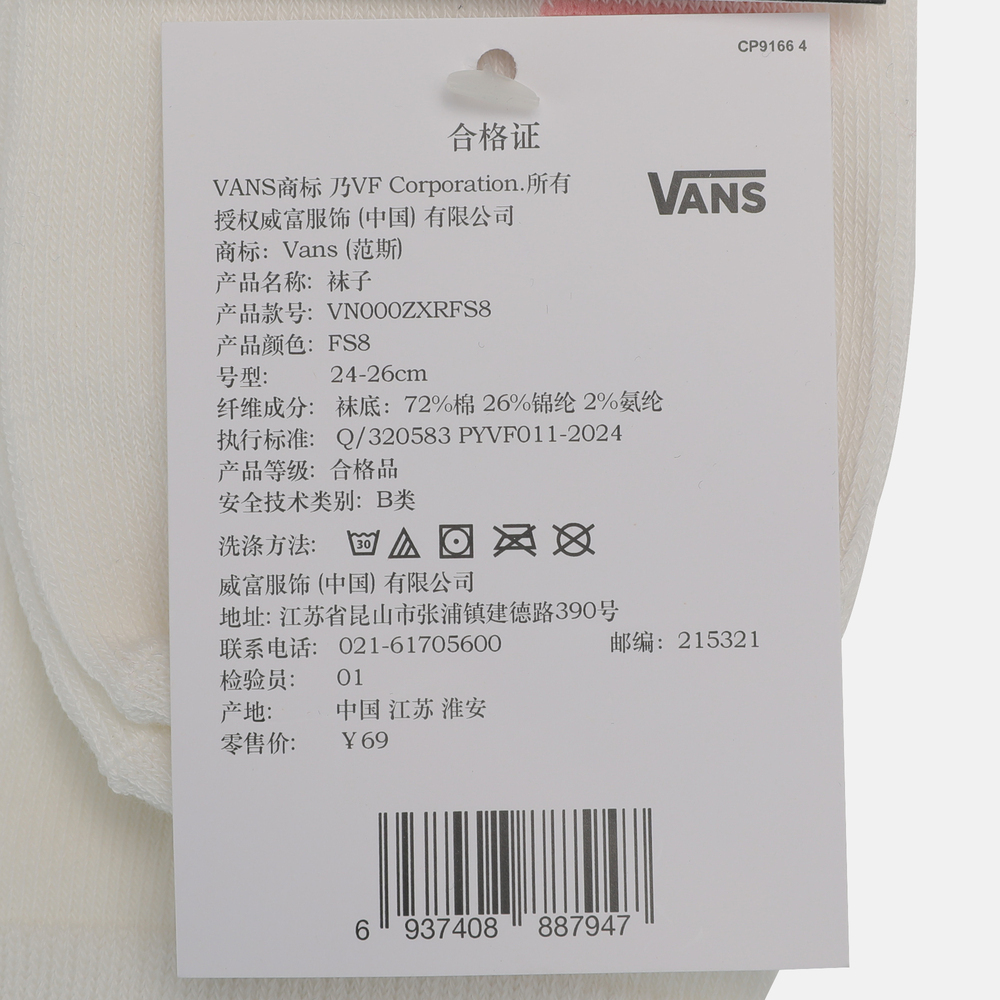 CP9166 4
合格证
VANS商标 乃VF Corporation.所有
VANS
授权威富服饰 (中国) 有限公司
商标: Vans (范斯)
产品名称: 袜子
产品款号: VN000ZXRFS8
产品颜色: FS8
号型: 24-26cm
纤维成分: 袜底: 72%棉 26%锦纶 2%氨纶
执行标准: Q/320583 PYVF011-2024
产品等级: 合格品
安全技术类别: B类
洗涤方法: 30
威富服饰 (中国) 有限公司
地址: 江苏省昆山市张浦镇建德路390号
联系电话: 021-61705600 邮编: 215321
检验员: 01
产地: 中国 江苏 淮安
零售价: ¥69
6 937408 887947